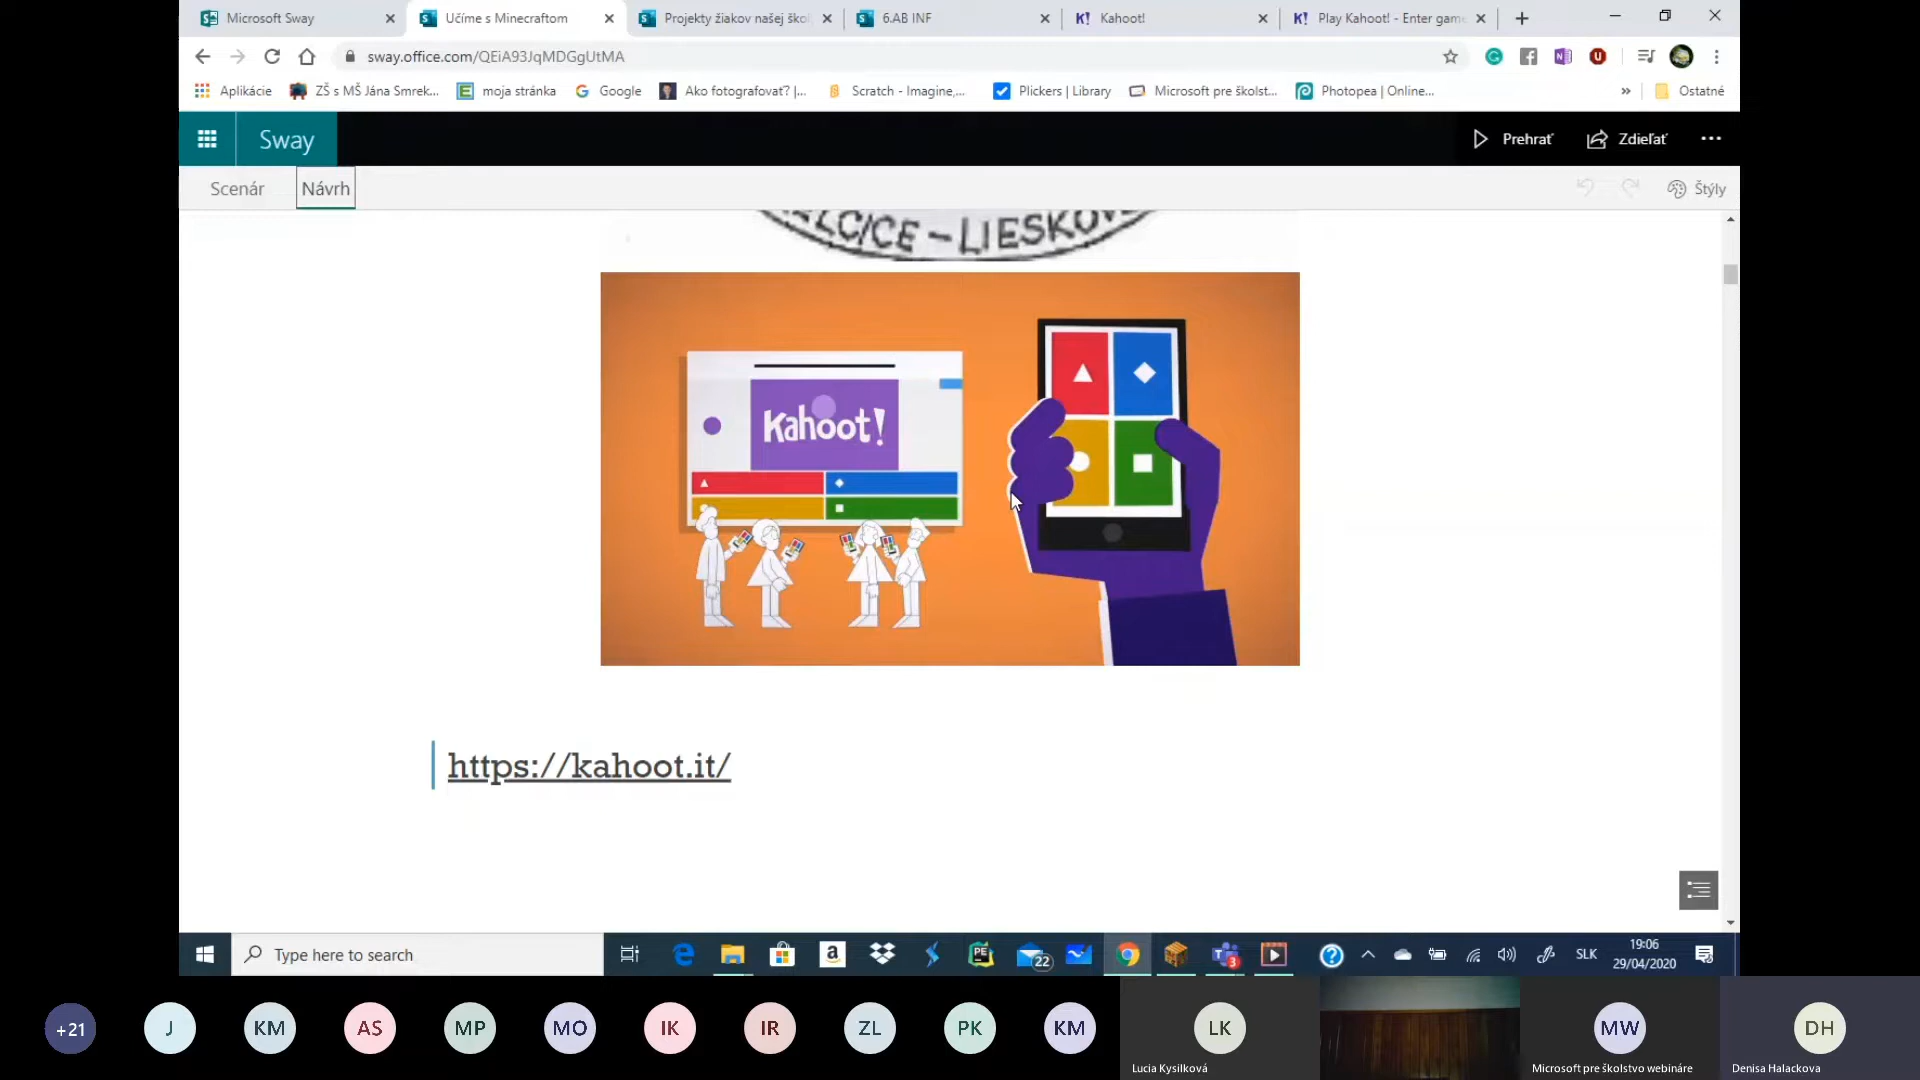 Microsoft Sway
Učíme s Minecraftom
Projekty žiakov našej ško
6.AB INF
K! Kahoot!
K! Play Kahoot! - Enter game
sway.office.com/QEiA93JqMDGgUtMA
Aplikácie
ZŠ s MŠ Jána Smrek...
moja stránka
Google
Ako fotografovať? |...
Scratch - Imagine,...
Plickers | Library
Microsoft pre školst...
Photopea | Online...
»
Ostatné
Sway
Prehrať
Zdieľať
Scenár
Návrh
Štýly
LČICE - LIESKOV
Kahoot!
https://kahoot.it/
Type here to search
22
3
SLK
19:06
29/04/2020
+21
J
KM
AS
MP
MO
IK
IR
ZL
PK
KM
LK
Lucia Kysilková
MW
Microsoft pre školstvo webináre
DH
Denisa Halackova